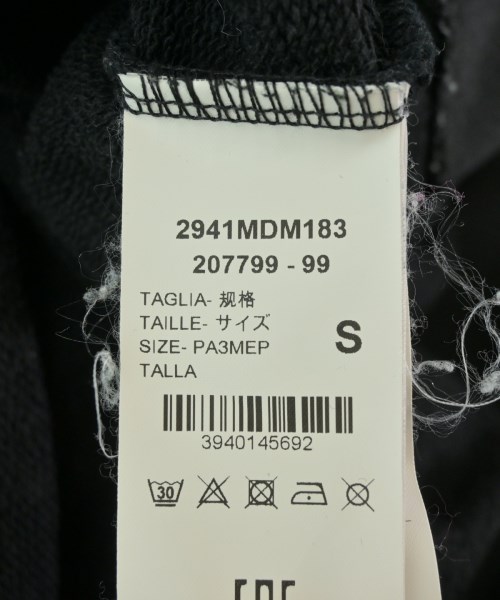 2941MDM183
207799 - 99
TAGLIA- 规格
TAILLE- サイズ
SIZE- PA3MEP
TALLA
S
3940145692
30